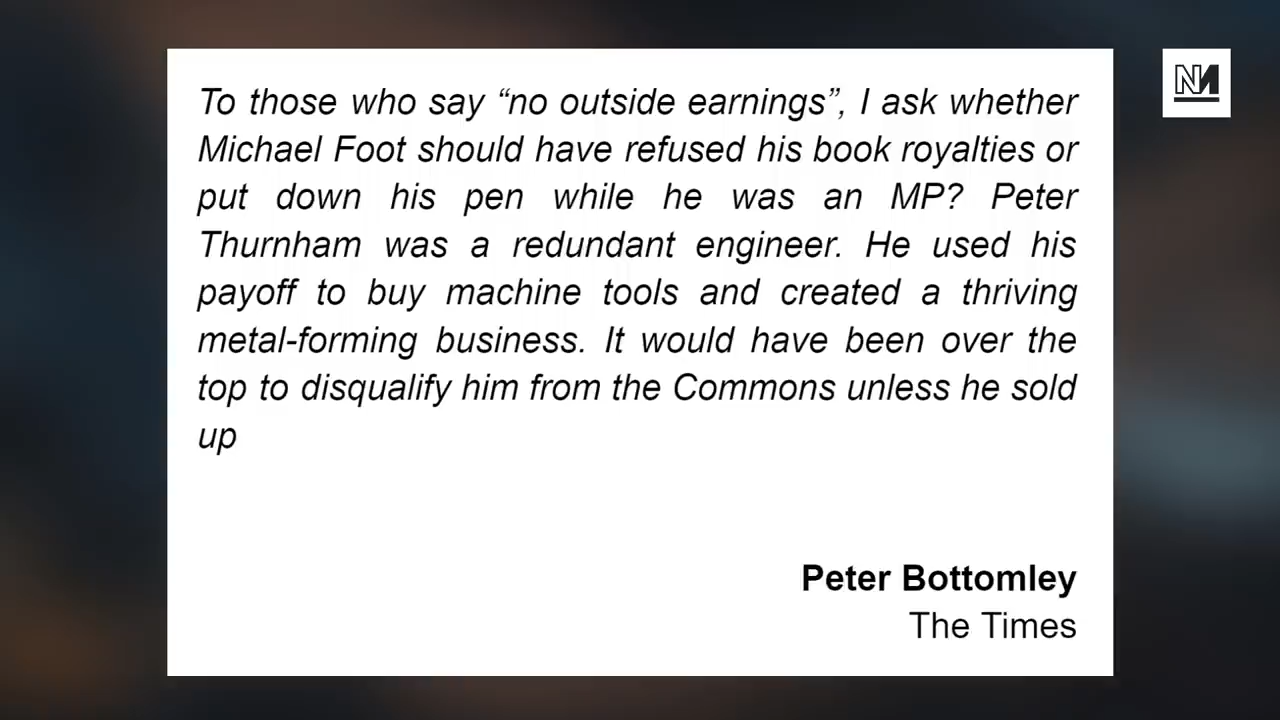 To those who say “no outside earnings”, I ask whether
Michael Foot should have refused his book royalties or
put down his pen while he was an MP? Peter
Thurnham was a redundant engineer. He used his
payoff to buy machine tools and created a thriving
metal-forming business. It would have been over the
top to disqualify him from the Commons unless he sold
up
Peter Bottomley
The Times
NM